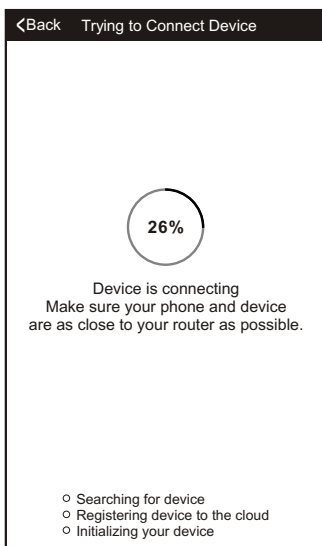 <Back Trying to Connect Device
26%
Device is connecting
Make sure your phone and device
are as close to your router as possible.
Searching for device
Registering device to the cloud
Initializing your device